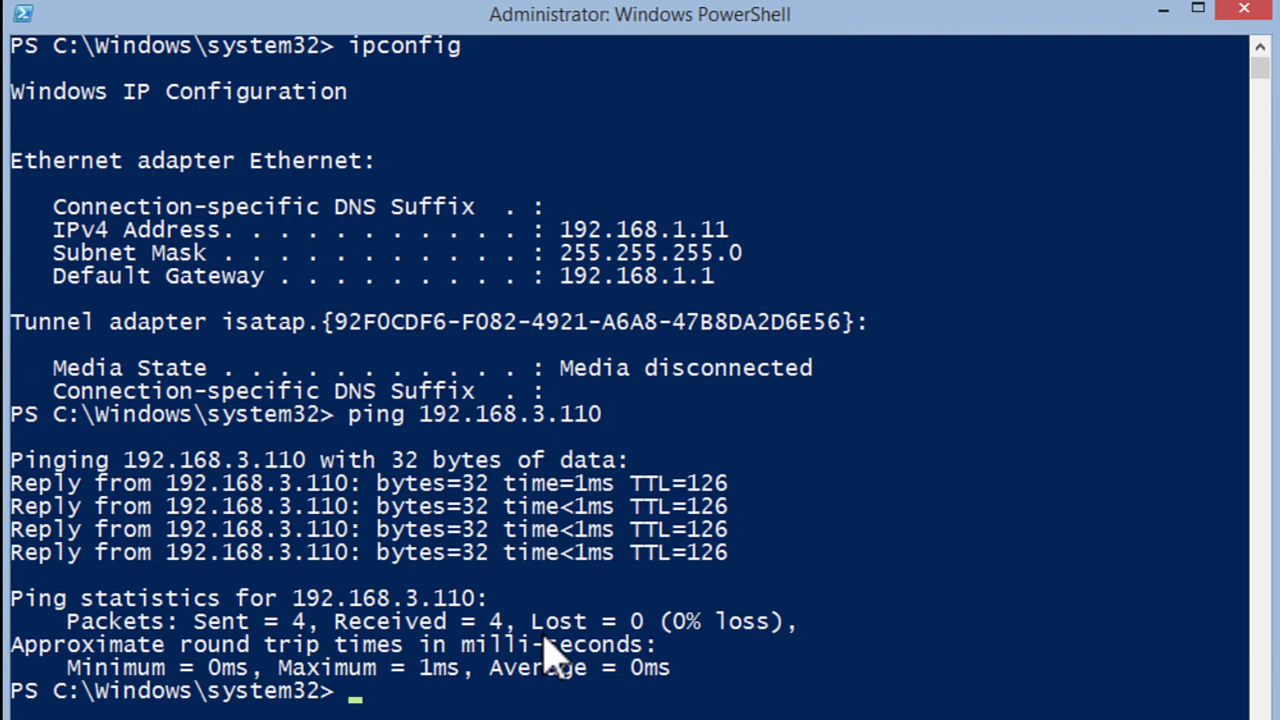 Administrator: Windows PowerShell
PS C:\Windows\system32> ipconfig
Windows IP Configuration
Ethernet adapter Ethernet:
   Connection-specific DNS Suffix  . :
   IPv4 Address. . . . . . . . . . . : 192.168.1.11
   Subnet Mask . . . . . . . . . . . : 255.255.255.0
   Default Gateway . . . . . . . . . : 192.168.1.1
Tunnel adapter isatap.{92F0CDF6-F082-4921-A6A8-47B8DA2D6E56}:
   Media State . . . . . . . . . . . : Media disconnected
   Connection-specific DNS Suffix  . :
PS C:\Windows\system32> ping 192.168.3.110
Pinging 192.168.3.110 with 32 bytes of data:
Reply from 192.168.3.110: bytes=32 time=1ms TTL=126
Reply from 192.168.3.110: bytes=32 time<1ms TTL=126
Reply from 192.168.3.110: bytes=32 time<1ms TTL=126
Reply from 192.168.3.110: bytes=32 time<1ms TTL=126
Ping statistics for 192.168.3.110:
    Packets: Sent = 4, Received = 4, Lost = 0 (0% loss),
Approximate round trip times in milli-seconds:
    Minimum = 0ms, Maximum = 1ms, Average = 0ms
PS C:\Windows\system32>